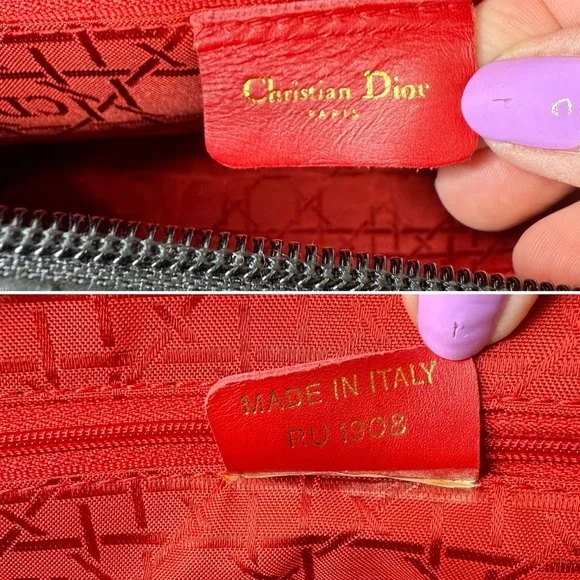 Christian Dior
PARIS
MADE IN ITALY
RU 1908